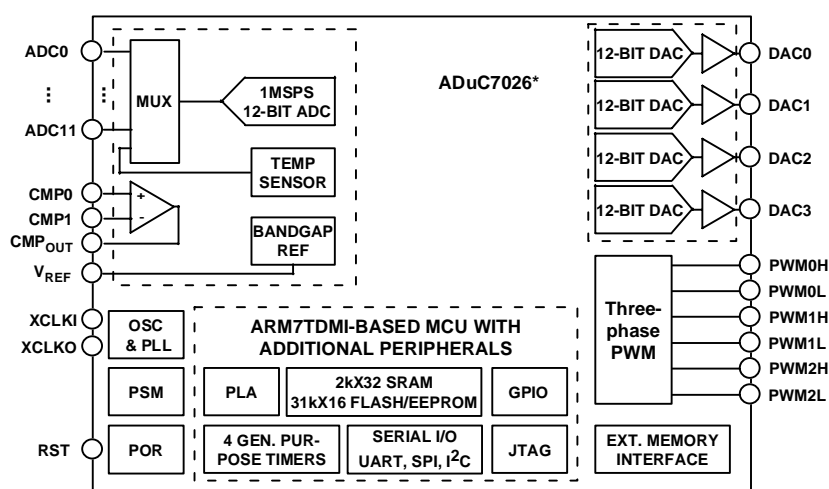 ADC0
...
ADC11
CMP0
CMP1
CMPOUT
VREF
XCLKI
XCLKO
RST
MUX
...
1MSPS
12-BIT ADC
TEMP
SENSOR
+
-
BANDGAP
REF
ADuC7026*
12-BIT DAC
12-BIT DAC
12-BIT DAC
12-BIT DAC
DAC0
DAC1
DAC2
DAC3
Three-
phase
PWM
PWM0H
PWM0L
PWM1H
PWM1L
PWM2H
PWM2L
OSC
& PLL
PSM
POR
ARM7TDMI-BASED MCU WITH
ADDITIONAL PERIPHERALS
PLA
2kX32 SRAM
31kX16 FLASH/EEPROM
GPIO
4 GEN. PUR-
POSE TIMERS
SERIAL I/O
UART, SPI, I²C
JTAG
EXT. MEMORY
INTERFACE